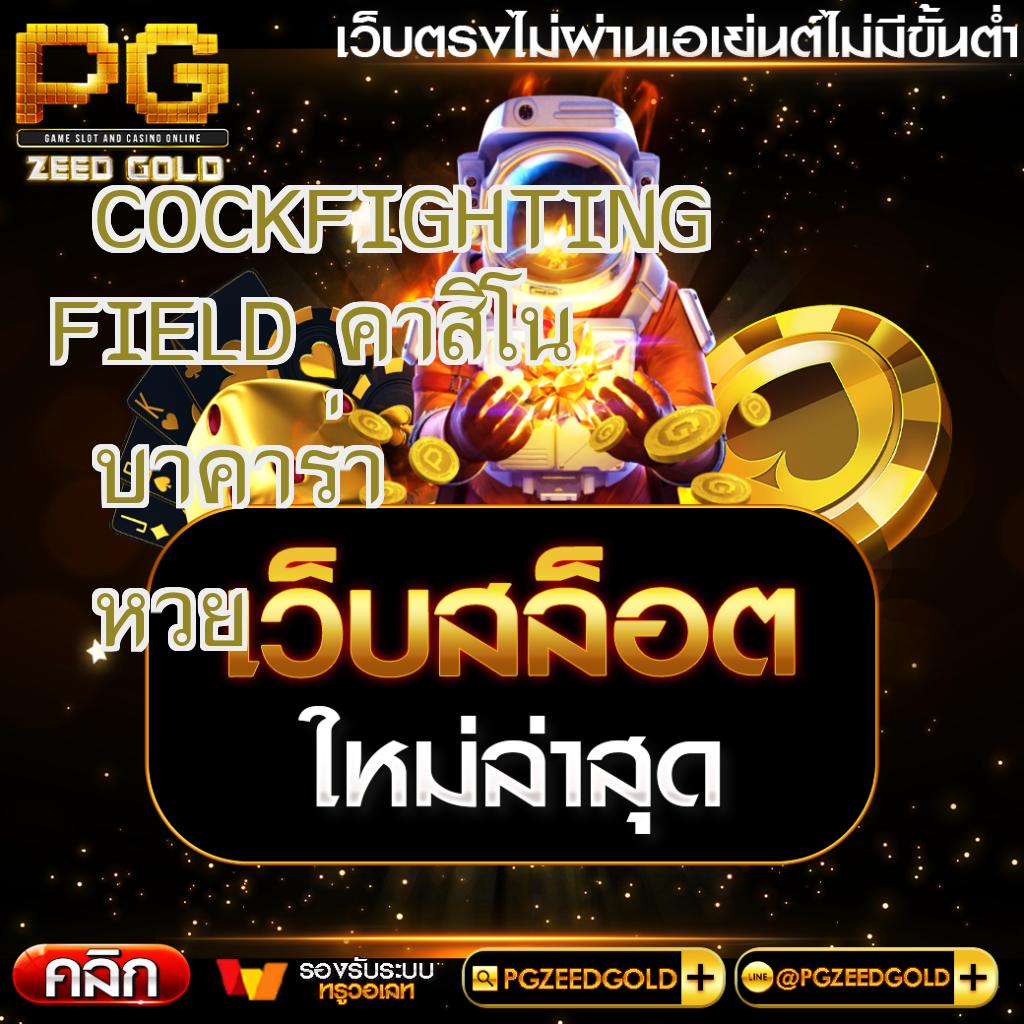 เว็บตรงไม่ผ่านเอเย่นต์ไม่มีขั้นต่ำ
PG
GAME SLOT AND CASINO ONLINE
ZEED GOLD
COCKFIGHTING
FIELD คาสิโน
บาคาร่า
หวย
เว็บสล็อต
ใหม่ล่าสุด
คลิก
รองรับระบบ
ทรูวอเลท
PGZEEDGOLD +
LINE @PGZEEDGOLD +